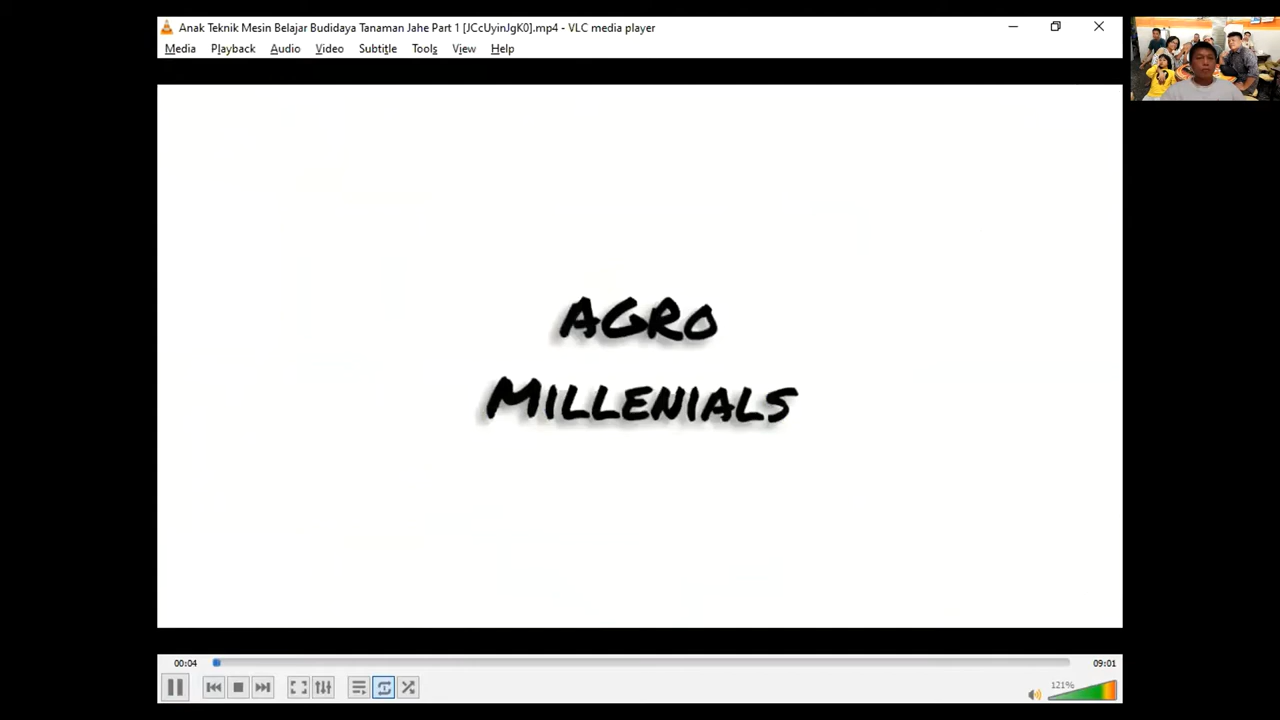 Anak Teknik Mesin Belajar Budidaya Tanaman Jahe Part 1 [JCcUyinJgK0].mp4 - VLC media player
Media Playback Audio Video Subtitle Tools View Help
AGRo
MILLENIALS
00:04 09:01
121%